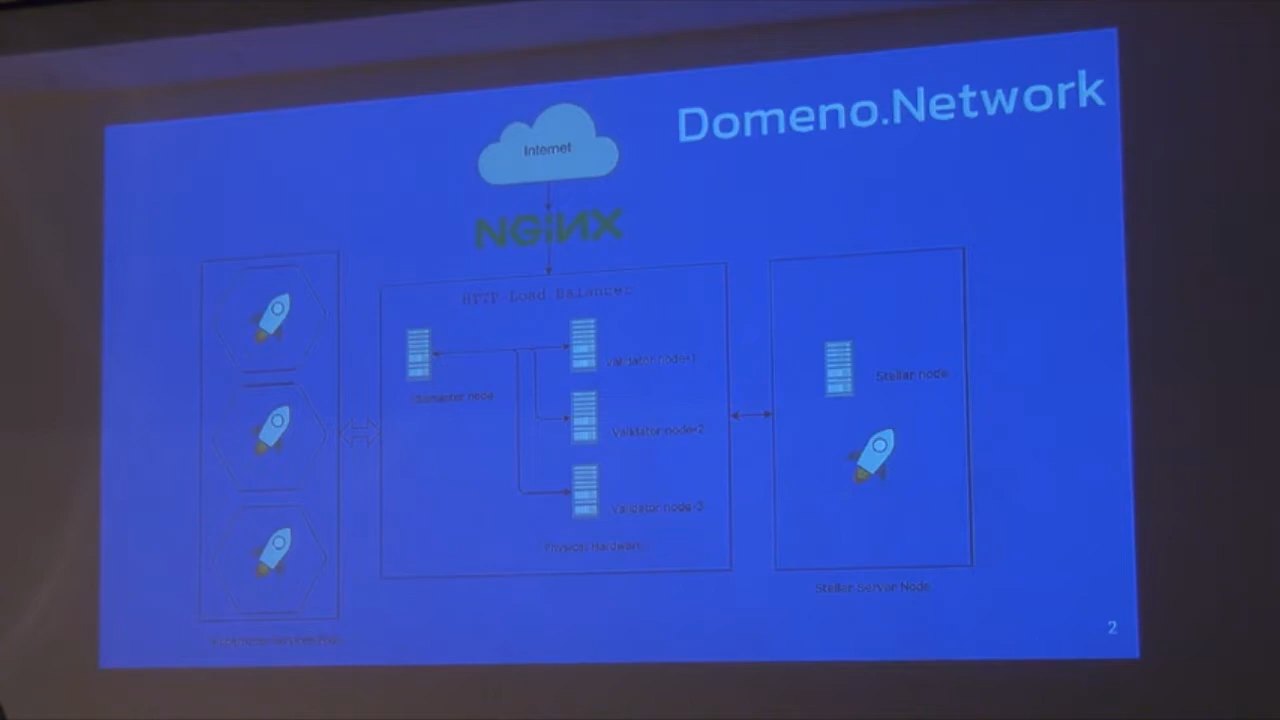 Domeno.Network
Internet
NGINX
HTTP Load Balancer
Validator node-1
Stellar node
node
Validator node-2
Validator node-3
Physical Hardware
Stellar Server Node
2